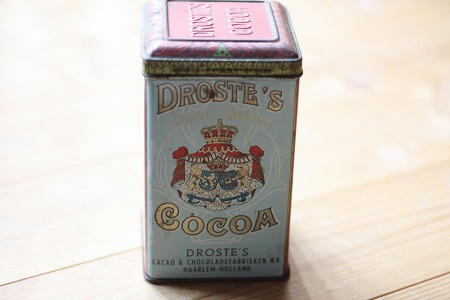 DROSTE'S
COCOA
DROSTE'S
COCOA
DROSTE'S
CACAO & CHOCOLADEFABRIEKEN N.V.
HAARLEM-HOLLAND